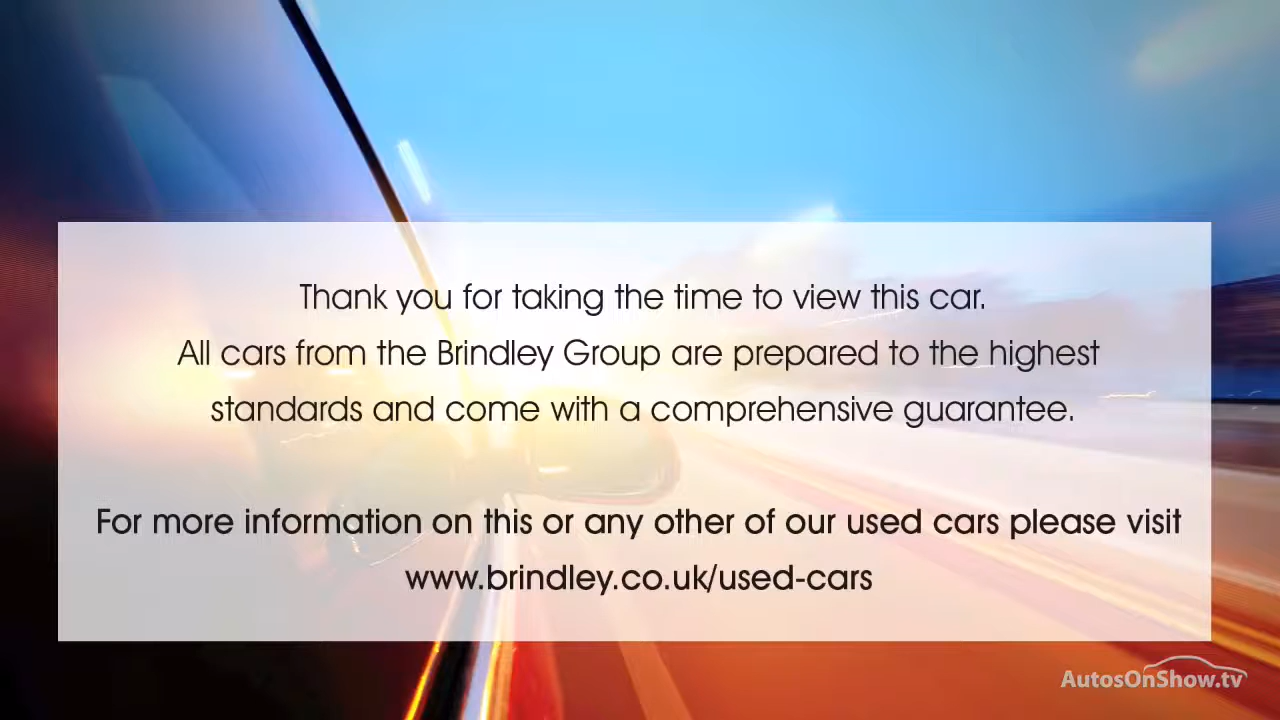 Thank you for taking the time to view this car.
All cars from the Brindley Group are prepared to the highest
standards and come with a comprehensive guarantee.
For more information on this or any other of our used cars please visit
www.brindley.co.uk/used-cars
AutosOnShow.tv